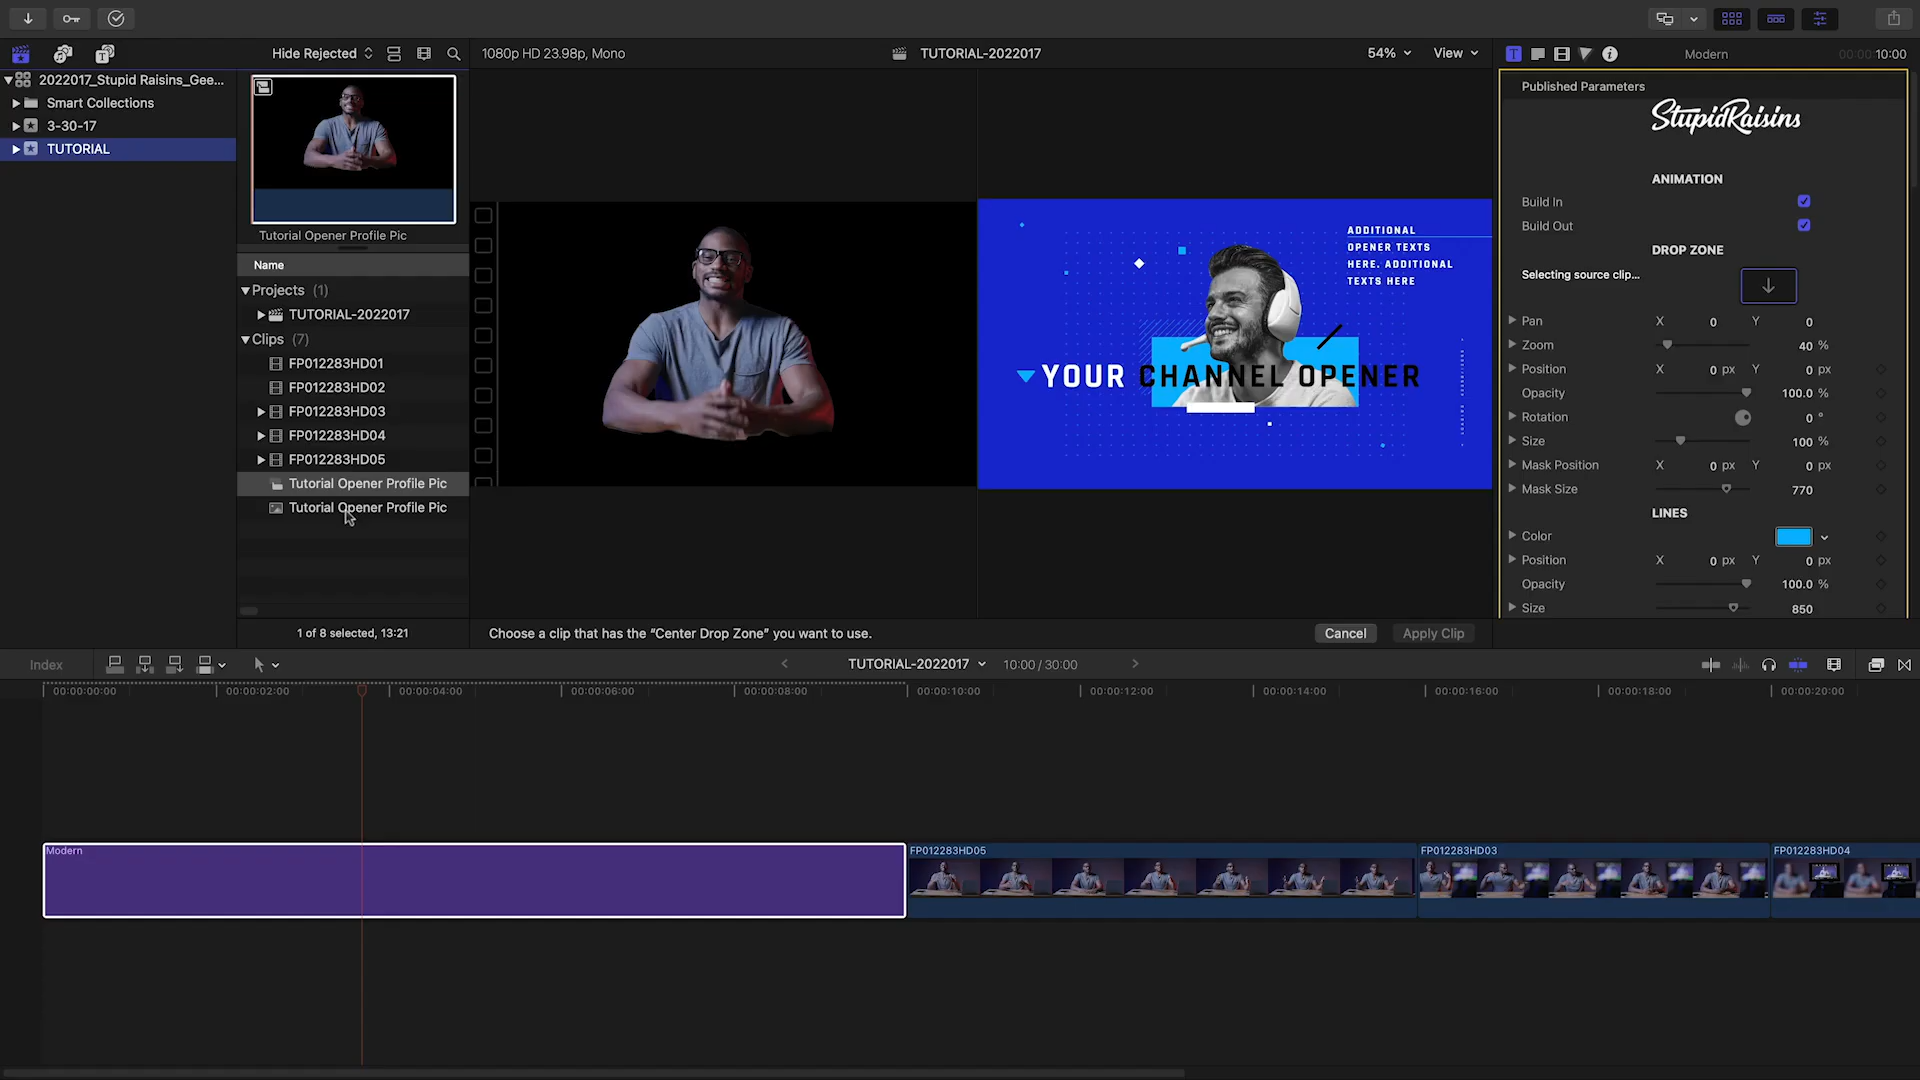 Hide Rejected
1080p HD 23.98p, Mono
TUTORIAL-2022017
54%
View
Modern
00:00:10:00
2022017_Stupid Raisins_Gee...
Smart Collections
3-30-17
TUTORIAL
Tutorial Opener Profile Pic
Name
Projects (1)
TUTORIAL-2022017
Clips (7)
FP012283HD01
FP012283HD02
FP012283HD03
FP012283HD04
FP012283HD05
Tutorial Opener Profile Pic
Tutorial Opener Profile Pic
1 of 8 selected, 13:21
ADDITIONAL
OPENER TEXTS
HERE. ADDITIONAL
TEXTS HERE
YOUR CHANNEL OPENER
Choose a clip that has the “Center Drop Zone” you want to use.
Cancel
Apply Clip
Published Parameters
StupidRaisins
ANIMATION
Build In
Build Out
DROP ZONE
Selecting source clip...
Pan X 0 Y 0
Zoom 40 %
Position X 0 px Y 0 px
Opacity 100.0 %
Rotation 0 °
Size 100 %
Mask Position X 0 px Y 0 px
Mask Size 770
LINES
Color
Position X 0 px Y 0 px
Opacity 100.0 %
Size 850
Index
TUTORIAL-2022017
10:00 / 30:00
00:00:00:00
00:00:02:00
00:00:04:00
00:00:06:00
00:00:08:00
00:00:10:00
00:00:12:00
00:00:14:00
00:00:16:00
00:00:18:00
00:00:20:00
Modern
FP012283HD05
FP012283HD03
FP012283HD04